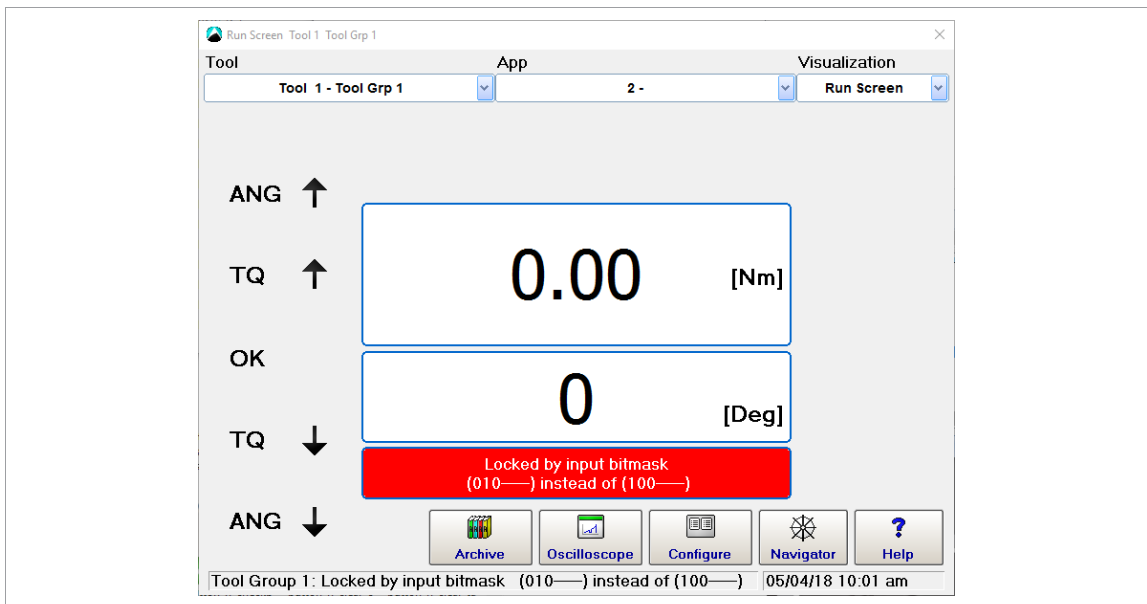 Run Screen Tool 1 Tool Grp 1
Tool App Visualization
Tool 1 - Tool Grp 1 2 - Run Screen
ANG
TQ
0.00 [Nm]
OK
0 [Deg]
TQ
Locked by input bitmask
(010-----) instead of (100-----)
ANG
Archive Oscilloscope Configure Navigator Help
Tool Group 1: Locked by input bitmask (010-----) instead of (100-----) 05/04/18 10:01 am